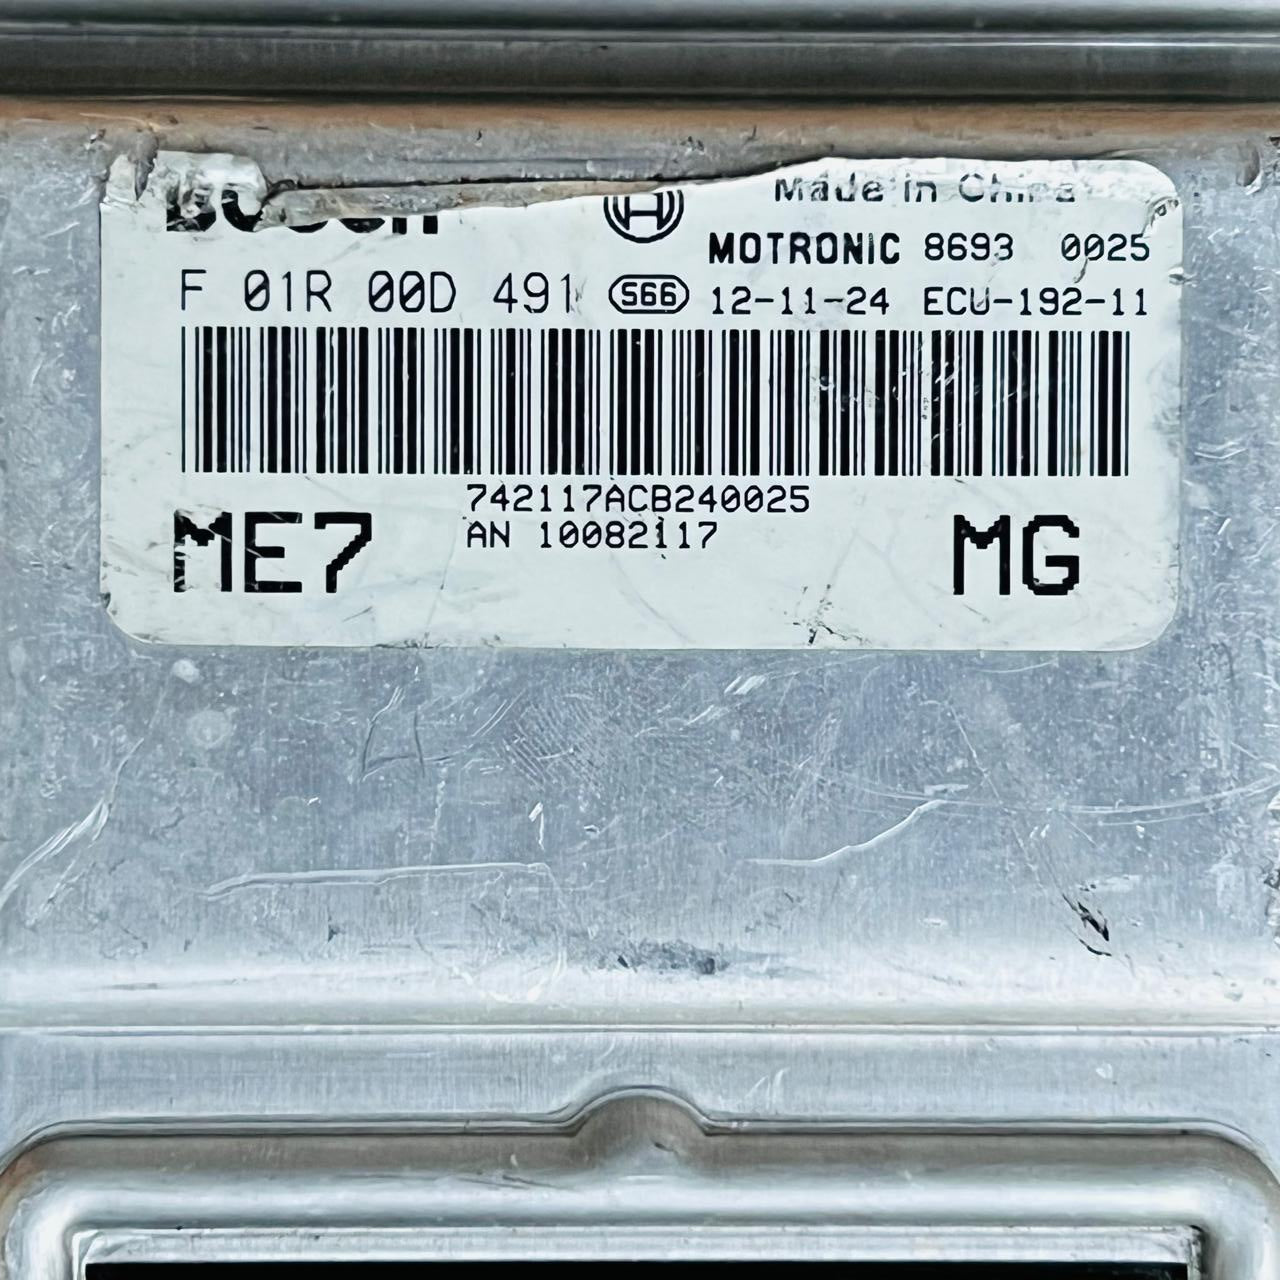 BOSCH
Made in China
MOTRONIC 8693 0025
F 01R 00D 491 S66 12-11-24 ECU-192-11
742117ACB240025
AN 10082117
ME7 MG